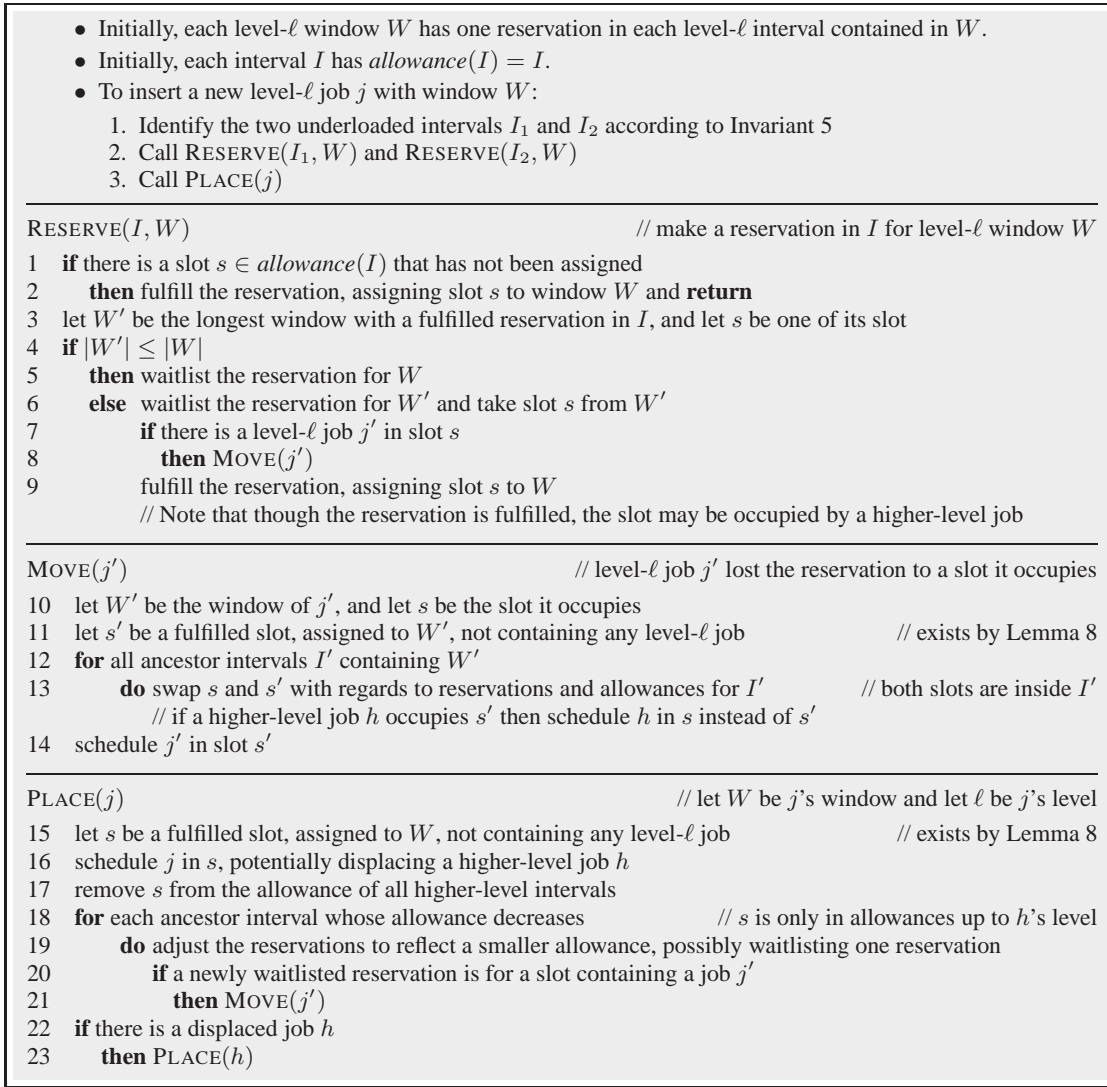 • Initially, each level-ℓ window W has one reservation in each level-ℓ interval contained in W.
• Initially, each interval I has allowance(I) = I.
• To insert a new level-ℓ job j with window W:
1. Identify the two underloaded intervals I₁ and I₂ according to Invariant 5
2. Call RESERVE(I₁, W) and RESERVE(I₂, W)
3. Call PLACE(j)
RESERVE(I, W) // make a reservation in I for level-ℓ window W
1 if there is a slot s ∈ allowance(I) that has not been assigned
2 then fulfill the reservation, assigning slot s to window W and return
3 let W′ be the longest window with a fulfilled reservation in I, and let s be one of its slot
4 if |W′| ≤ |W|
5 then waitlist the reservation for W
6 else waitlist the reservation for W′ and take slot s from W′
7 if there is a level-ℓ job j′ in slot s
8 then MOVE(j′)
9 fulfill the reservation, assigning slot s to W
// Note that though the reservation is fulfilled, the slot may be occupied by a higher-level job
MOVE(j′) // level-ℓ job j′ lost the reservation to a slot it occupies
10 let W′ be the window of j′, and let s be the slot it occupies
11 let s′ be a fulfilled slot, assigned to W′, not containing any level-ℓ job // exists by Lemma 8
12 for all ancestor intervals I′ containing W′
13 do swap s and s′ with regards to reservations and allowances for I′ // both slots are inside I′
// if a higher-level job h occupies s′ then schedule h in s instead of s′
14 schedule j′ in slot s′
PLACE(j) // let W be j's window and let ℓ be j's level
15 let s be a fulfilled slot, assigned to W, not containing any level-ℓ job // exists by Lemma 8
16 schedule j in s, potentially displacing a higher-level job h
17 remove s from the allowance of all higher-level intervals
18 for each ancestor interval whose allowance decreases // s is only in allowances up to h's level
19 do adjust the reservations to reflect a smaller allowance, possibly waitlisting one reservation
20 if a newly waitlisted reservation is for a slot containing a job j′
21 then MOVE(j′)
22 if there is a displaced job h
23 then PLACE(h)